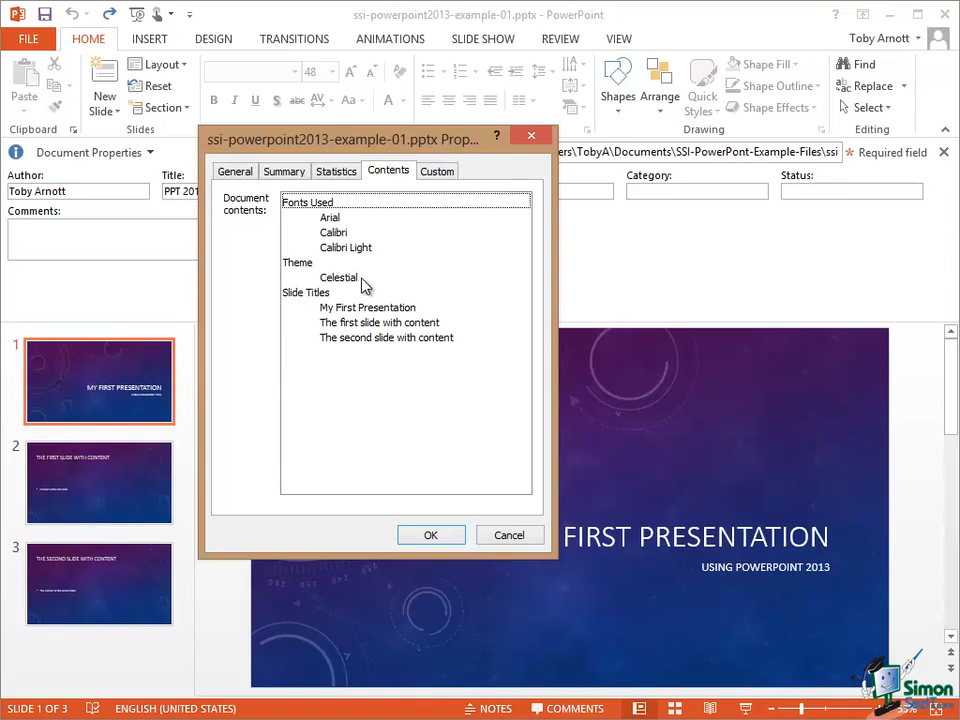 ssi-powerpoint2013-example-01.pptx - PowerPoint
FILE HOME INSERT DESIGN TRANSITIONS ANIMATIONS SLIDE SHOW REVIEW VIEW Toby Arnott
Paste
New
Slide
Layout
Reset
Section
48
B I U S abc AV Aa A
Shapes
Arrange
Quick
Styles
Shape Fill
Shape Outline
Shape Effects
Find
Replace
Select
Clipboard Slides Drawing Editing
Document Properties
ers\TobyA\Documents\SSI-PowerPont-Example-Files\ssi
* Required field
Author: Title: Category: Status:
Toby Arnott PPT 201
Comments:
ssi-powerpoint2013-example-01.pptx Prop...
General Summary Statistics Contents Custom
Document
contents:
Fonts Used
Arial
Calibri
Calibri Light
Theme
Celestial
Slide Titles
My First Presentation
The first slide with content
The second slide with content
OK Cancel
1
MY FIRST PRESENTATION
2
THE FIRST SLIDE WITH CONTENT
3
THE SECOND SLIDE WITH CONTENT
FIRST PRESENTATION
USING POWERPOINT 2013
Simon
SLIDE 1 OF 3 ENGLISH (UNITED STATES) NOTES COMMENTS